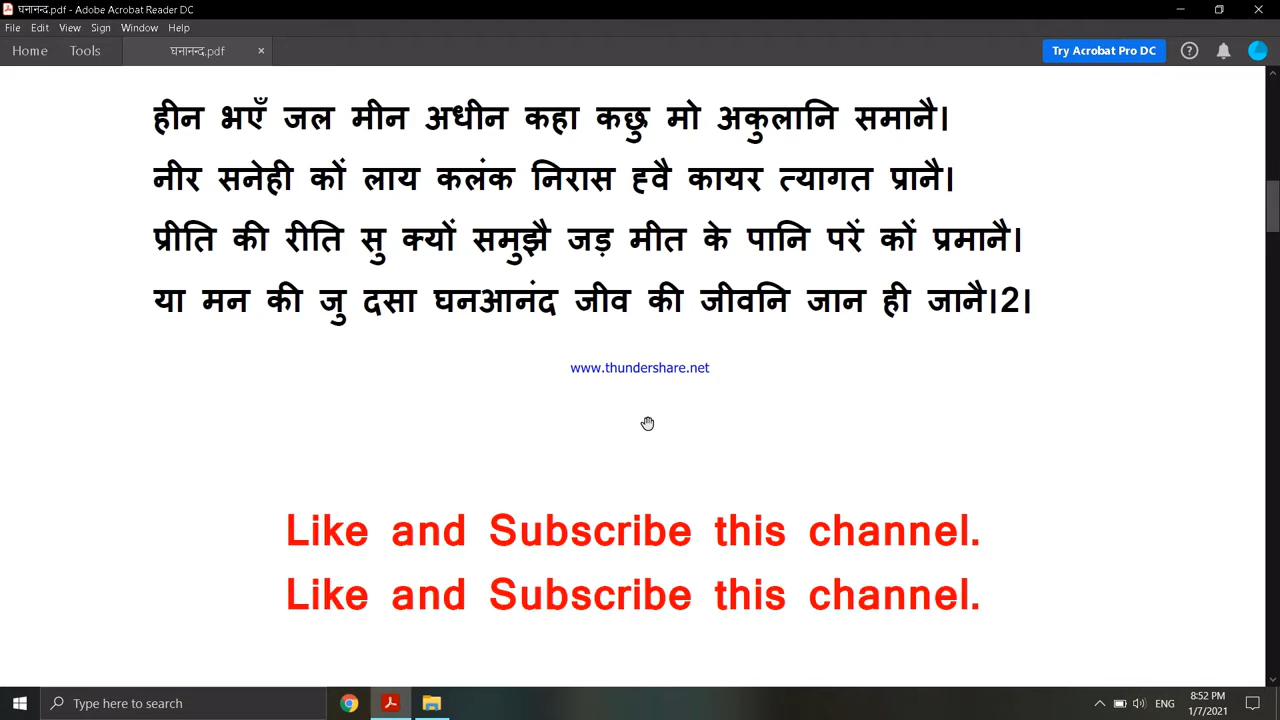 घनानन्द.pdf - Adobe Acrobat Reader DC
File Edit View Sign Window Help
Home Tools घनानन्द.pdf × Try Acrobat Pro DC
हीन भएँ जल मीन अधीन कहा कछु मो अकुलानि समानै।
नीर सनेही कों लाय कलंक निरास ह्वै कायर त्यागत प्रानै।
प्रीति की रीति सु क्यों समुझै जड़ मीत के पानि परें कों प्रमानै।
या मन की जु दसा घनआनंद जीव की जीवनि जान ही जानै।2।
www.thundershare.net
Like and Subscribe this channel.
Like and Subscribe this channel.
Type here to search
ENG
8:52 PM
1/7/2021